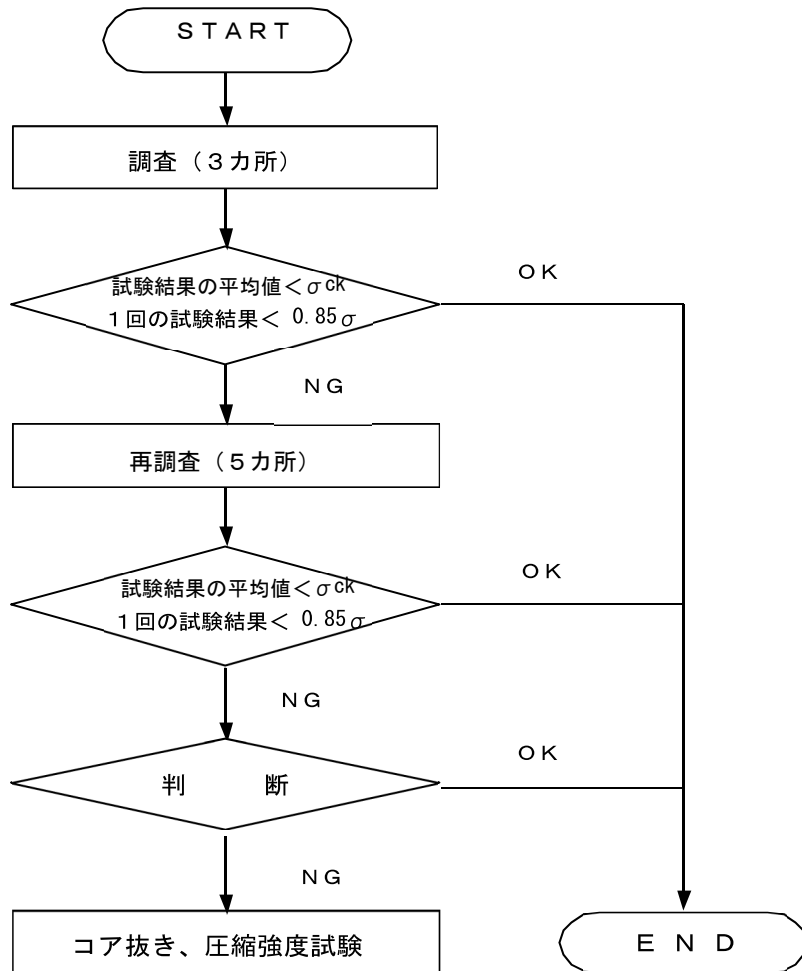 ＳＴＡＲＴ
調査（３カ所）
試験結果の平均値＜σck
１回の試験結果＜ 0.85σ
ＯＫ
ＮＧ
再調査（５カ所）
試験結果の平均値＜σck
１回の試験結果＜ 0.85σ
ＯＫ
ＮＧ
判　　断
ＯＫ
ＮＧ
コア抜き、圧縮強度試験
ＥＮＤ